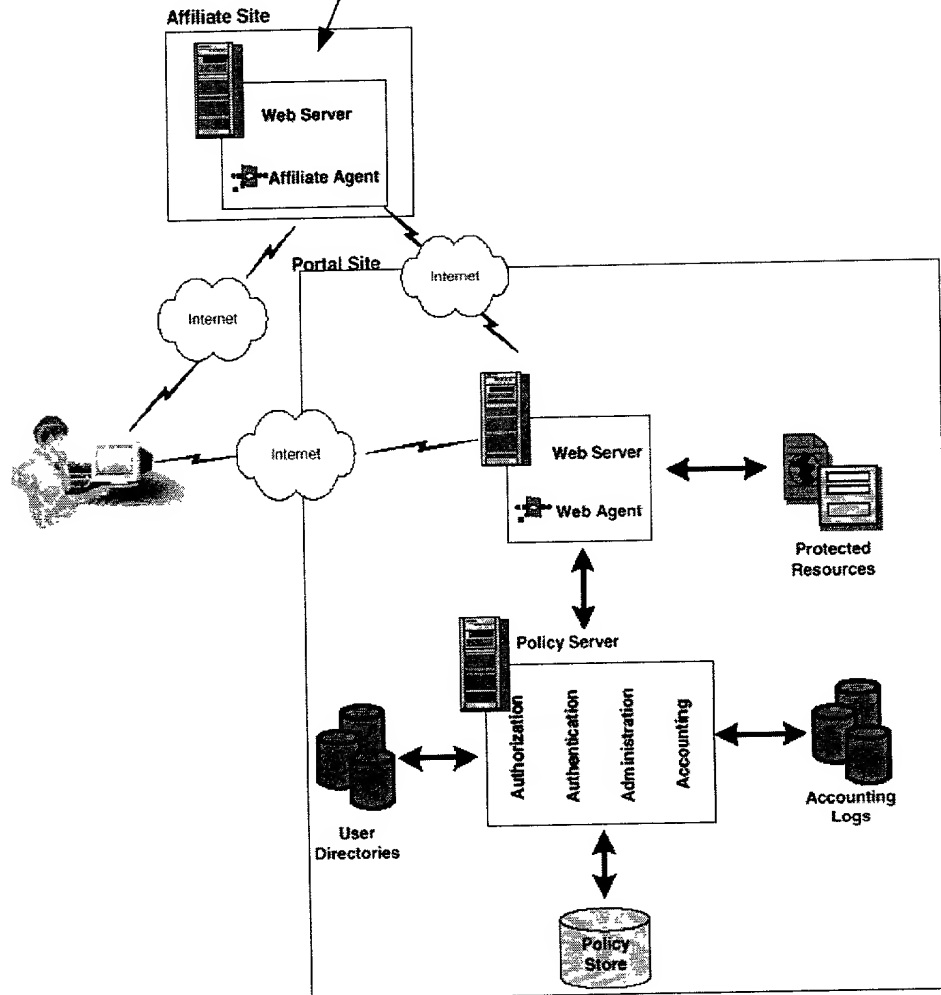 Affiliate Site
Web Server
Affiliate Agent
Portal Site
Internet
Internet
Internet
Web Server
Web Agent
Protected
Resources
Policy Server
Authorization
Authentication
Administration
Accounting
User
Directories
Accounting
Logs
Policy
Store